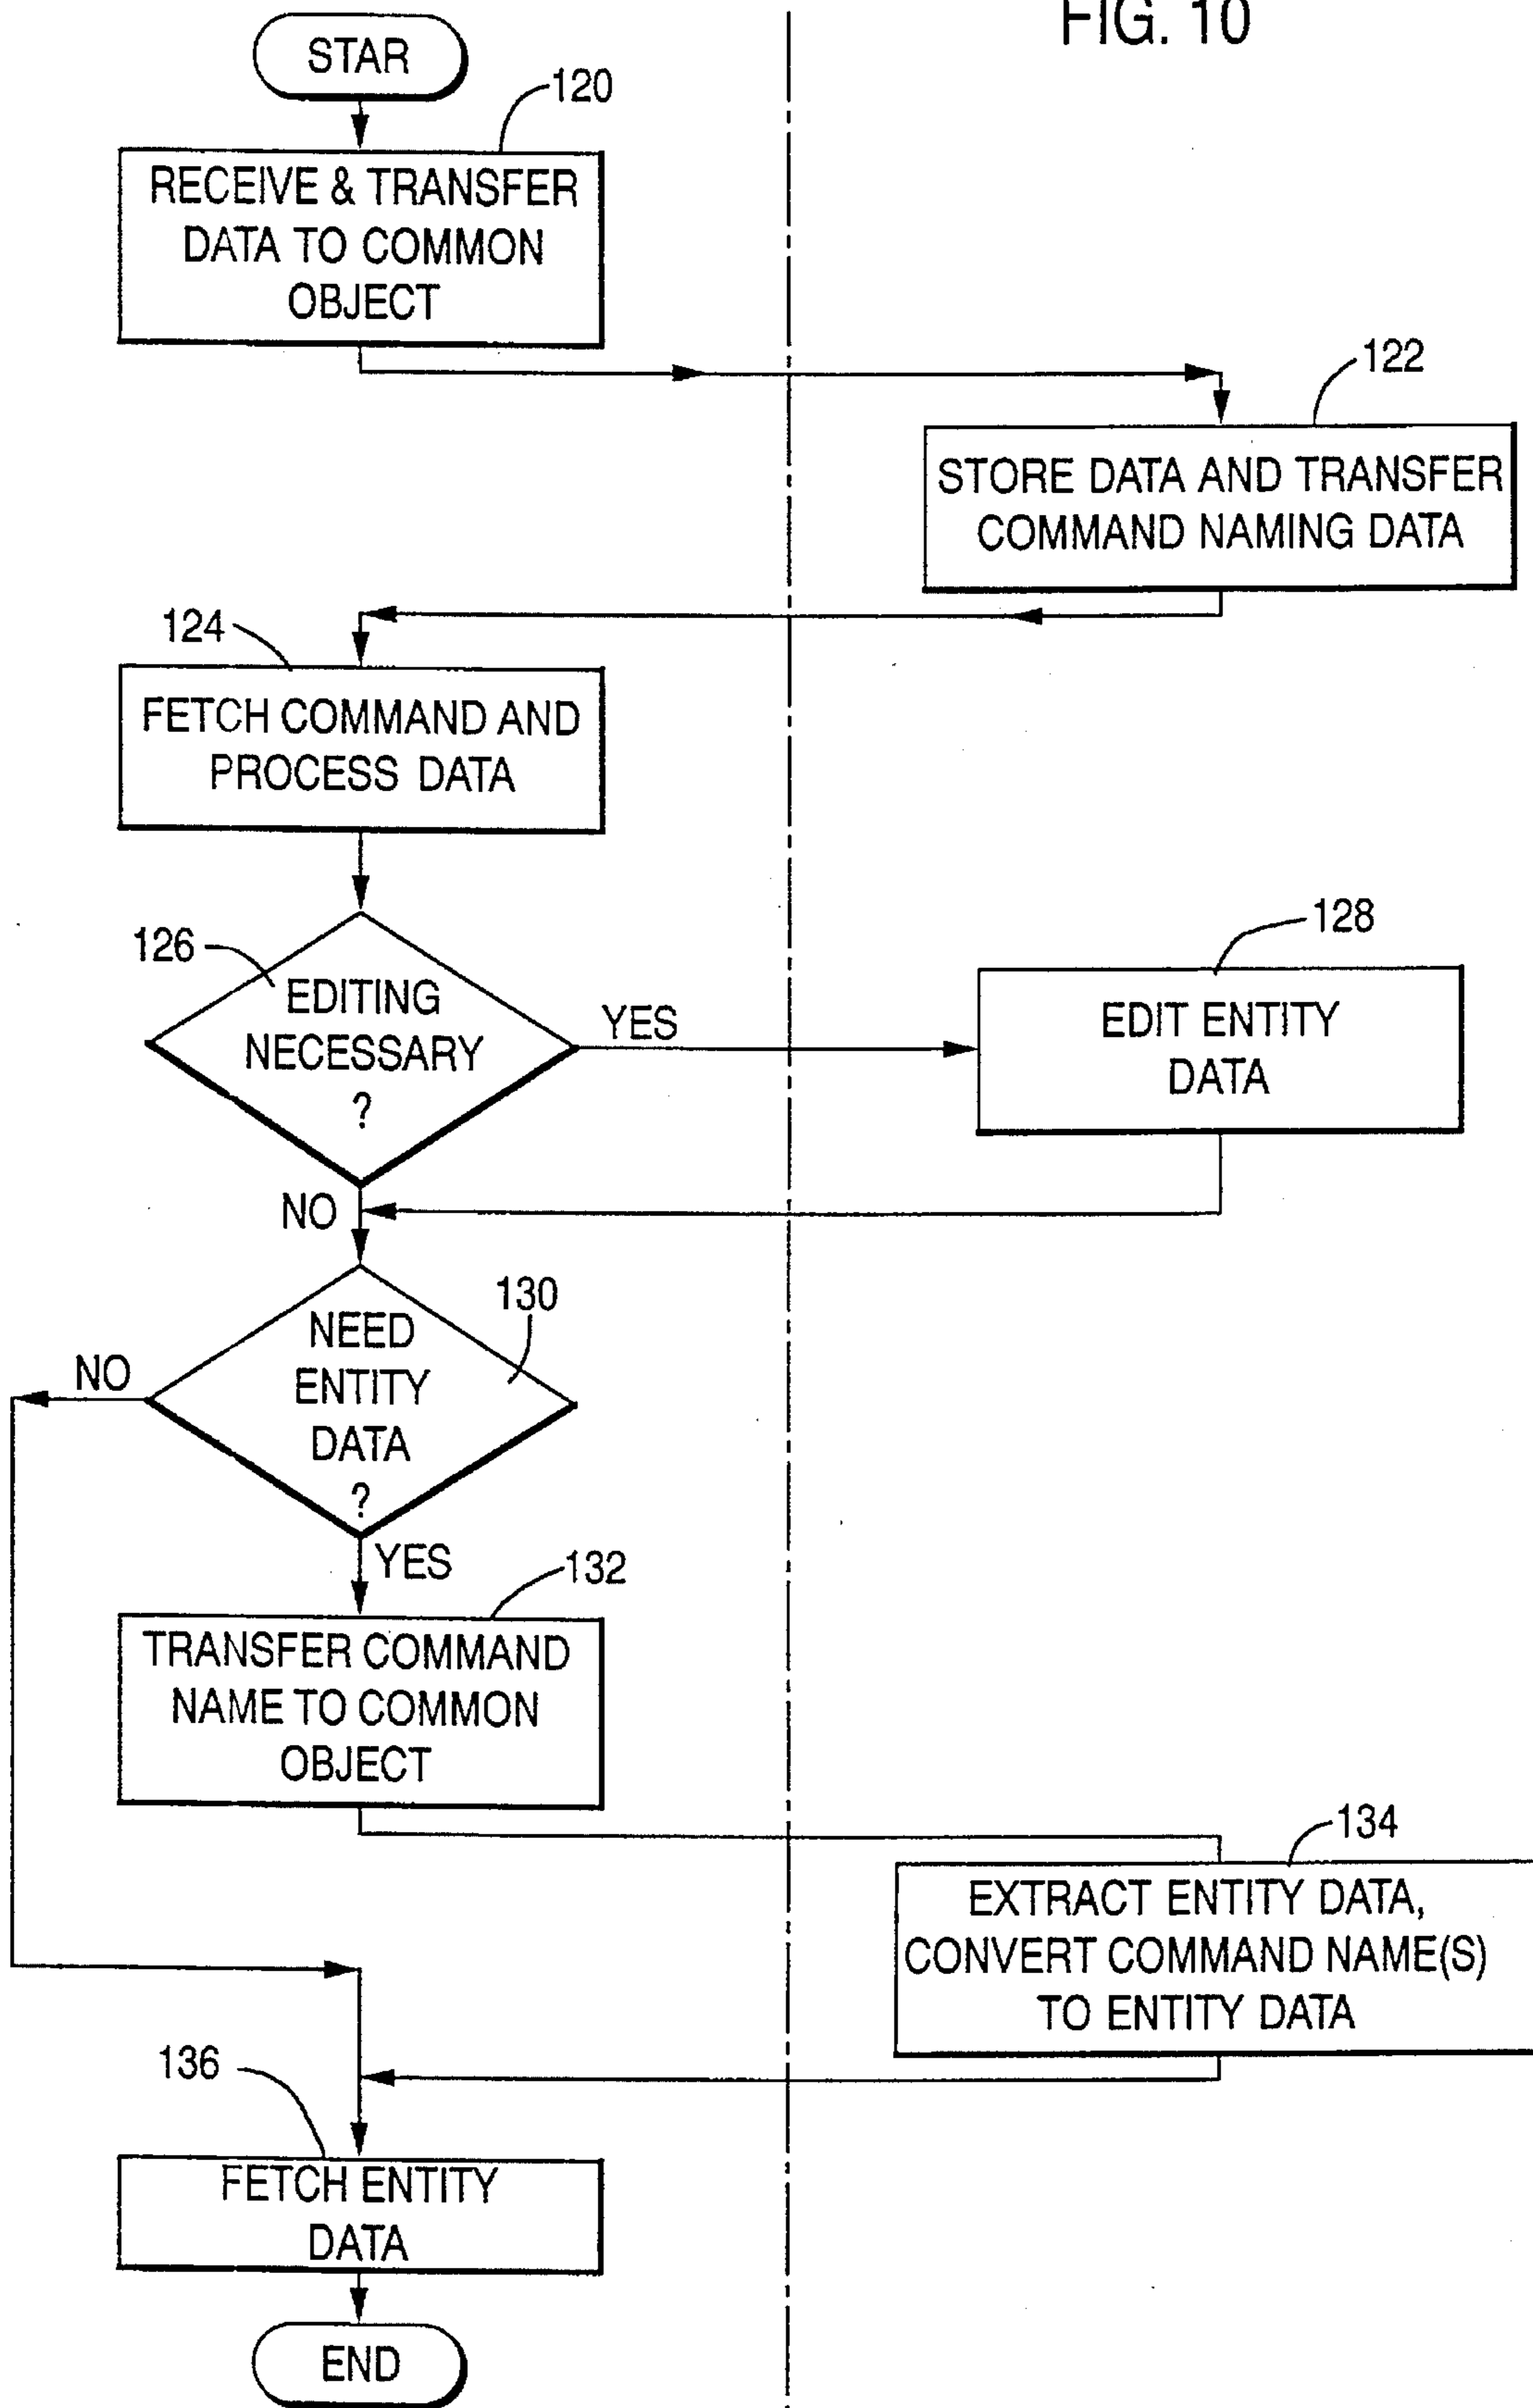 FIG. 10
STAR
120
RECEIVE & TRANSFER
DATA TO COMMON
OBJECT
122
STORE DATA AND TRANSFER
COMMAND NAMING DATA
124
FETCH COMMAND AND
PROCESS DATA
126
EDITING
NECESSARY
?
YES
128
EDIT ENTITY
DATA
NO
130
NEED
ENTITY
DATA
?
NO
YES
132
TRANSFER COMMAND
NAME TO COMMON
OBJECT
134
EXTRACT ENTITY DATA,
CONVERT COMMAND NAME(S)
TO ENTITY DATA
136
FETCH ENTITY
DATA
END